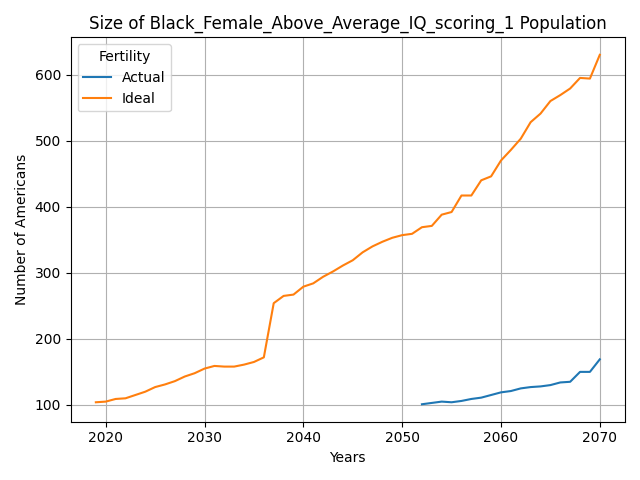 Size of Black_Female_Above_Average_IQ_scoring_1 Population
Fertility
Actual
Ideal
600
500
400
300
200
100
Number of Americans
2020 2030 2040 2050 2060 2070
Years